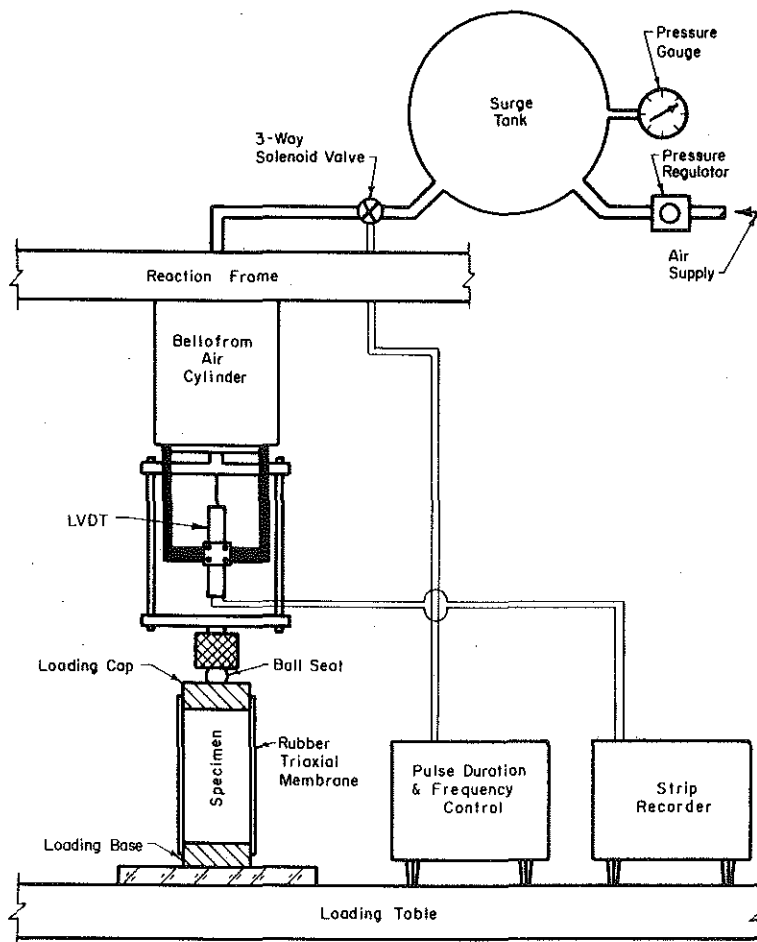 Pressure
Gauge
Surge
Tank
3-Way
Solenoid Valve
Pressure
Regulator
Air
Supply
Reaction Frame
Bellofrom
Air
Cylinder
LVDT
Loading Cap
Ball Seat
Specimen
Rubber
Triaxial
Membrane
Pulse Duration
& Frequency
Control
Strip
Recorder
Loading Base
Loading Table